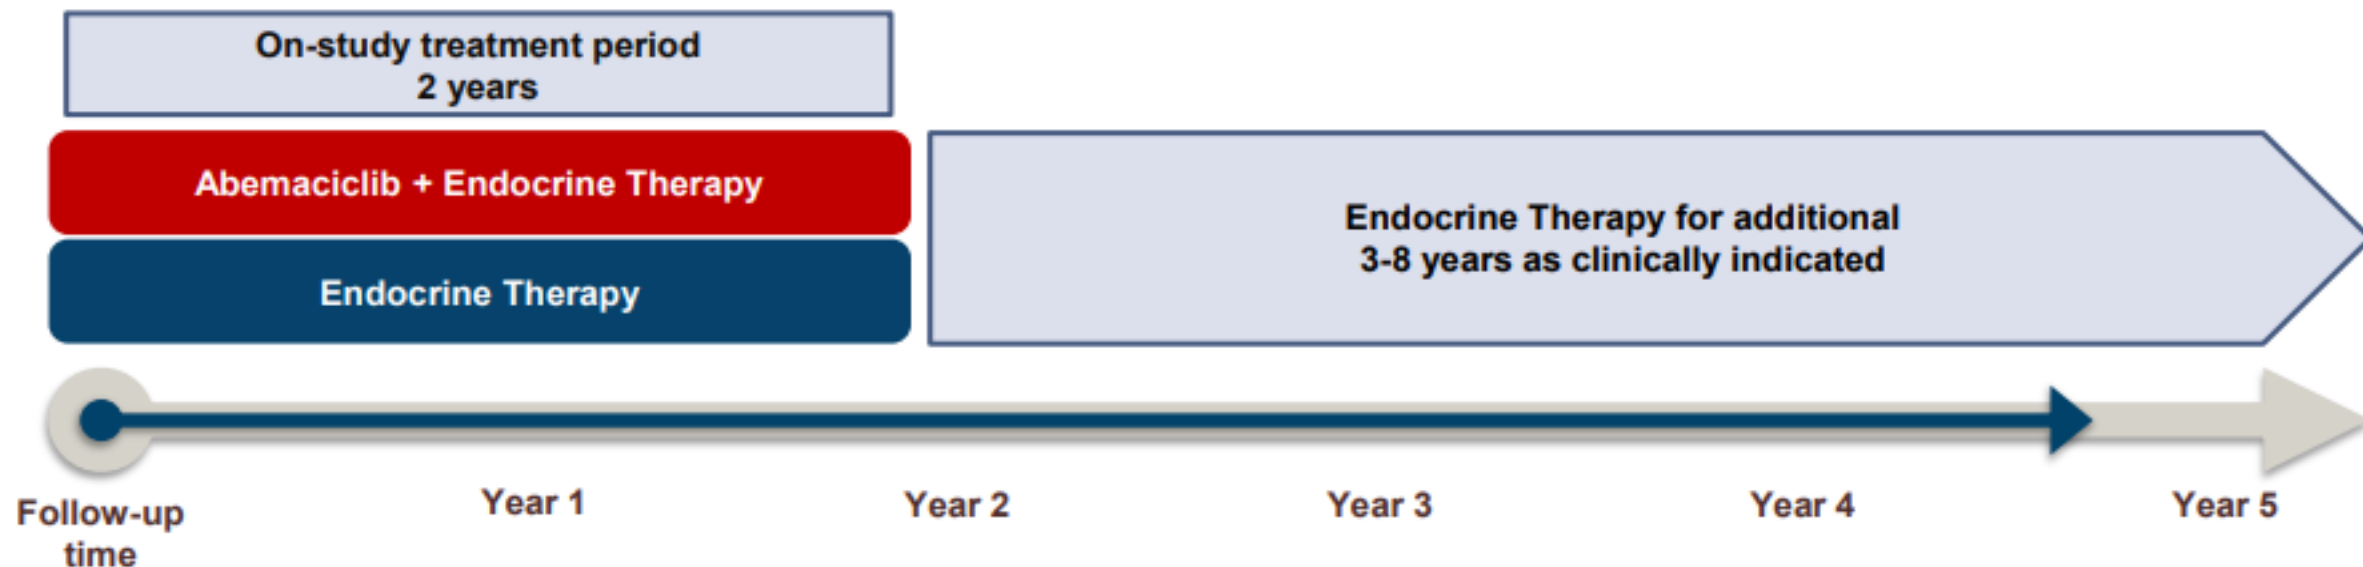 On-study treatment period
2 years
Abemaciclib + Endocrine Therapy
Endocrine Therapy
Endocrine Therapy for additional
3-8 years as clinically indicated
Follow-up
time
Year 1
Year 2
Year 3
Year 4
Year 5